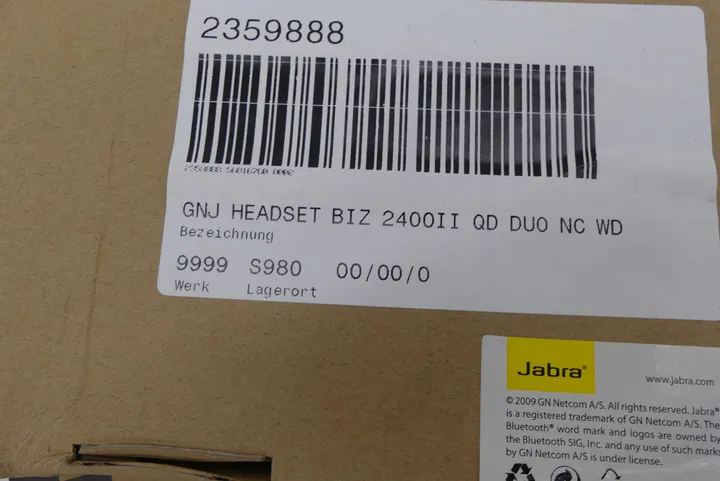 2359888
GNJ HEADSET BIZ 2400II QD DUO NC WD
Bezeichnung
9999 S980 00/00/0
Werk Lagerort
Jabra®
www.jabra.com
© 2009 GN Netcom A/S. All rights reserved. Jabra®
is a registered trademark of GN Netcom A/S. The
Bluetooth® word mark and logos are owned by
the Bluetooth SIG, Inc. and any use of such marks
by GN Netcom A/S is under license.